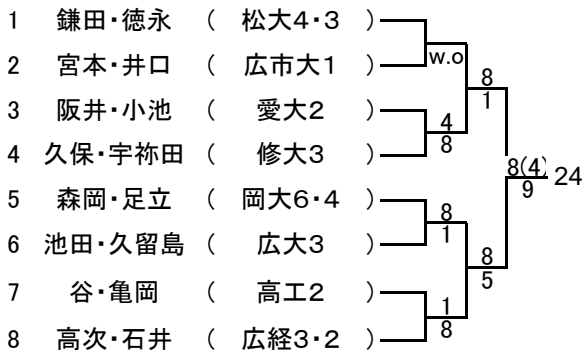 1 鎌田・徳永 ( 松大4・3 )
w.o
2 宮本・井口 ( 広市大1 )
8
1
3 阪井・小池 ( 愛大2 )
4
8
4 久保・宇祢田 ( 修大3 )
8(4)
9
24
5 森岡・足立 ( 岡大6・4 )
8
1
6 池田・久留島 ( 広大3 )
8
5
7 谷・亀岡 ( 高工2 )
1
8
8 高次・石井 ( 広経3・2 )